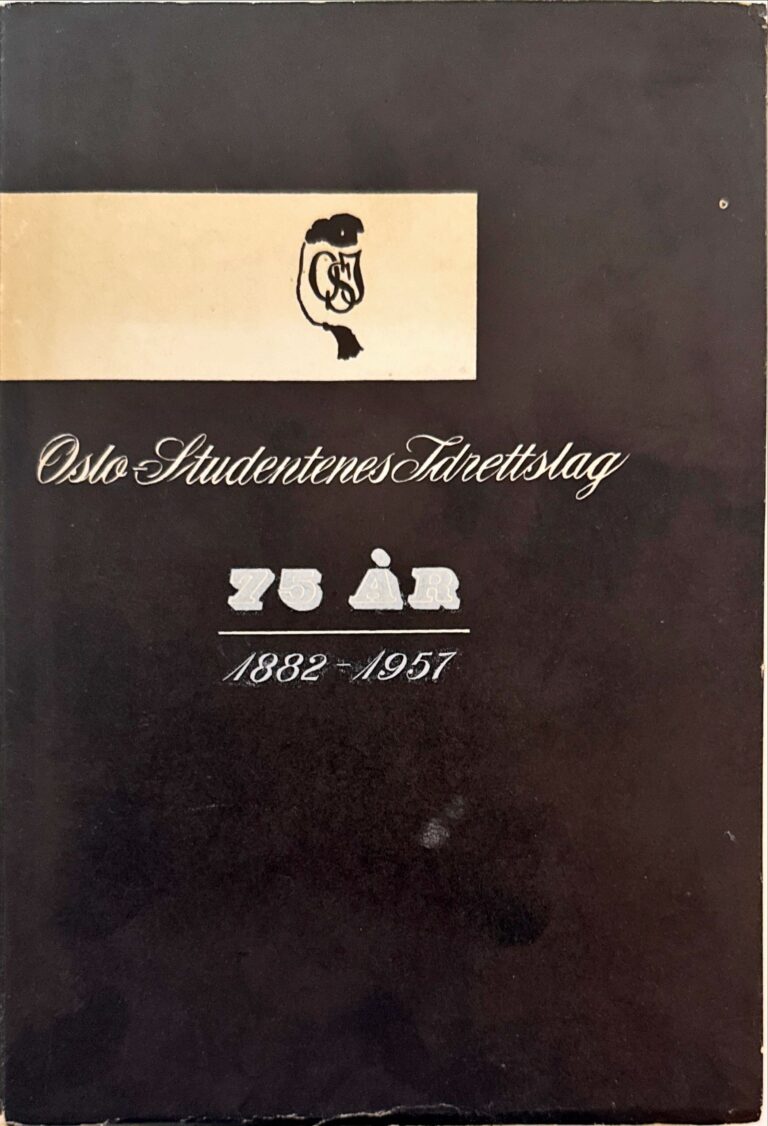 OSI
Oslo-Studentenes Idrettslag
75 ÅR
1882-1957